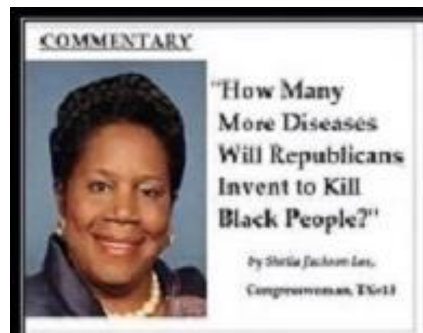 COMMENTARY
"How Many
More Diseases
Will Republicans
Invent to Kill
Black People?"
by Sheila Jackson Lee,
Congresswoman, TX-18